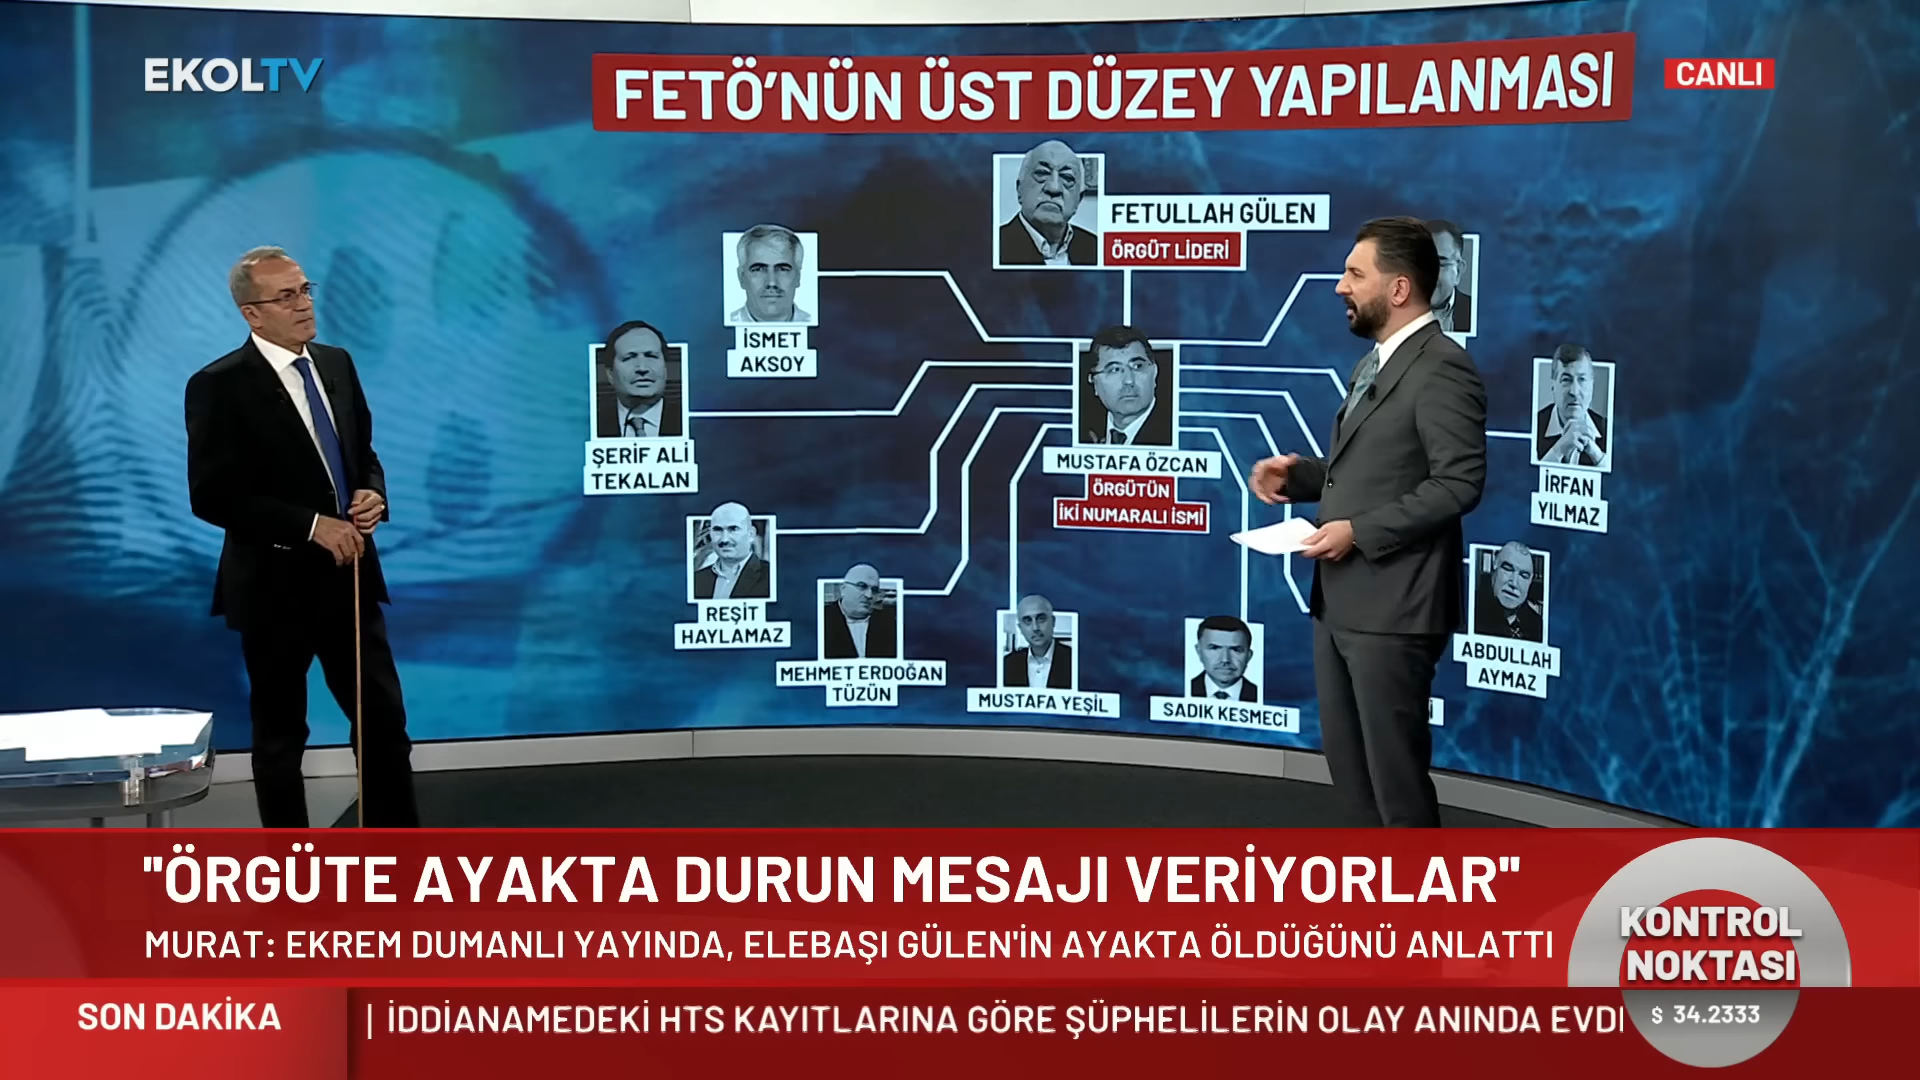 EKOLTV
FETÖ'NÜN ÜST DÜZEY YAPILANMASI
CANLI
FETULLAH GÜLEN
ÖRGÜT LİDERİ
İSMET
AKSOY
ŞERİF ALİ
TEKALAN
MUSTAFA ÖZCAN
ÖRGÜTÜN
İKİ NUMARALI İSMİ
İRFAN
YILMAZ
REŞİT
HAYLAMAZ
MEHMET ERDOĞAN
TÜZÜN
MUSTAFA YEŞİL
SADIK KESMECİ
ABDULLAH
AYMAZ
"ÖRGÜTE AYAKTA DURUN MESAJI VERİYORLAR"
MURAT: EKREM DUMANLI YAYINDA, ELEBAŞI GÜLEN'İN AYAKTA ÖLDÜĞÜNÜ ANLATTI
KONTROL
NOKTASI
SON DAKİKA
| İDDİANAMEDEKİ HTS KAYITLARINA GÖRE ŞÜPHELİLERİN OLAY ANINDA EVDE
$ 34.2333